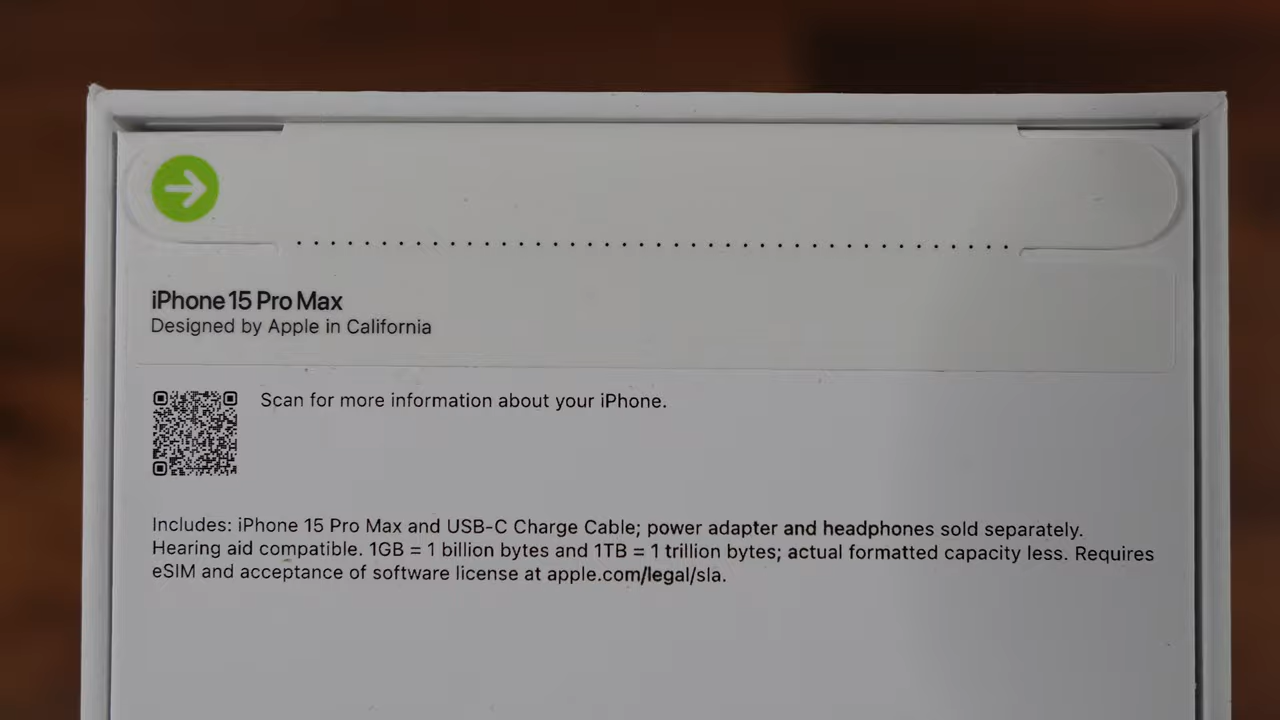 iPhone 15 Pro Max
Designed by Apple in California
Scan for more information about your iPhone.
Includes: iPhone 15 Pro Max and USB-C Charge Cable; power adapter and headphones sold separately.
Hearing aid compatible. 1GB = 1 billion bytes and 1TB = 1 trillion bytes; actual formatted capacity less. Requires
eSIM and acceptance of software license at apple.com/legal/sla.